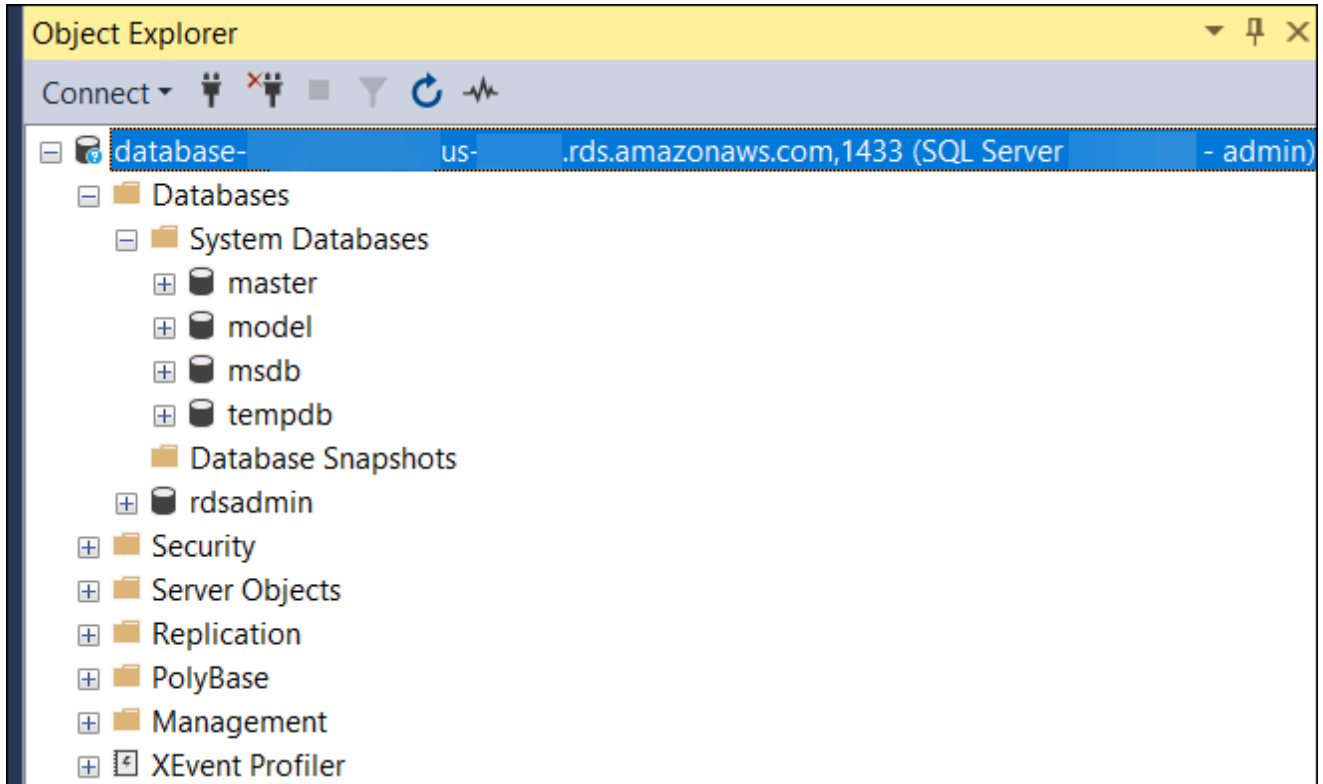 Object Explorer
Connect
database- us- .rds.amazonaws.com,1433 (SQL Server - admin)
Databases
System Databases
master
model
msdb
tempdb
Database Snapshots
rdsadmin
Security
Server Objects
Replication
PolyBase
Management
XEvent Profiler